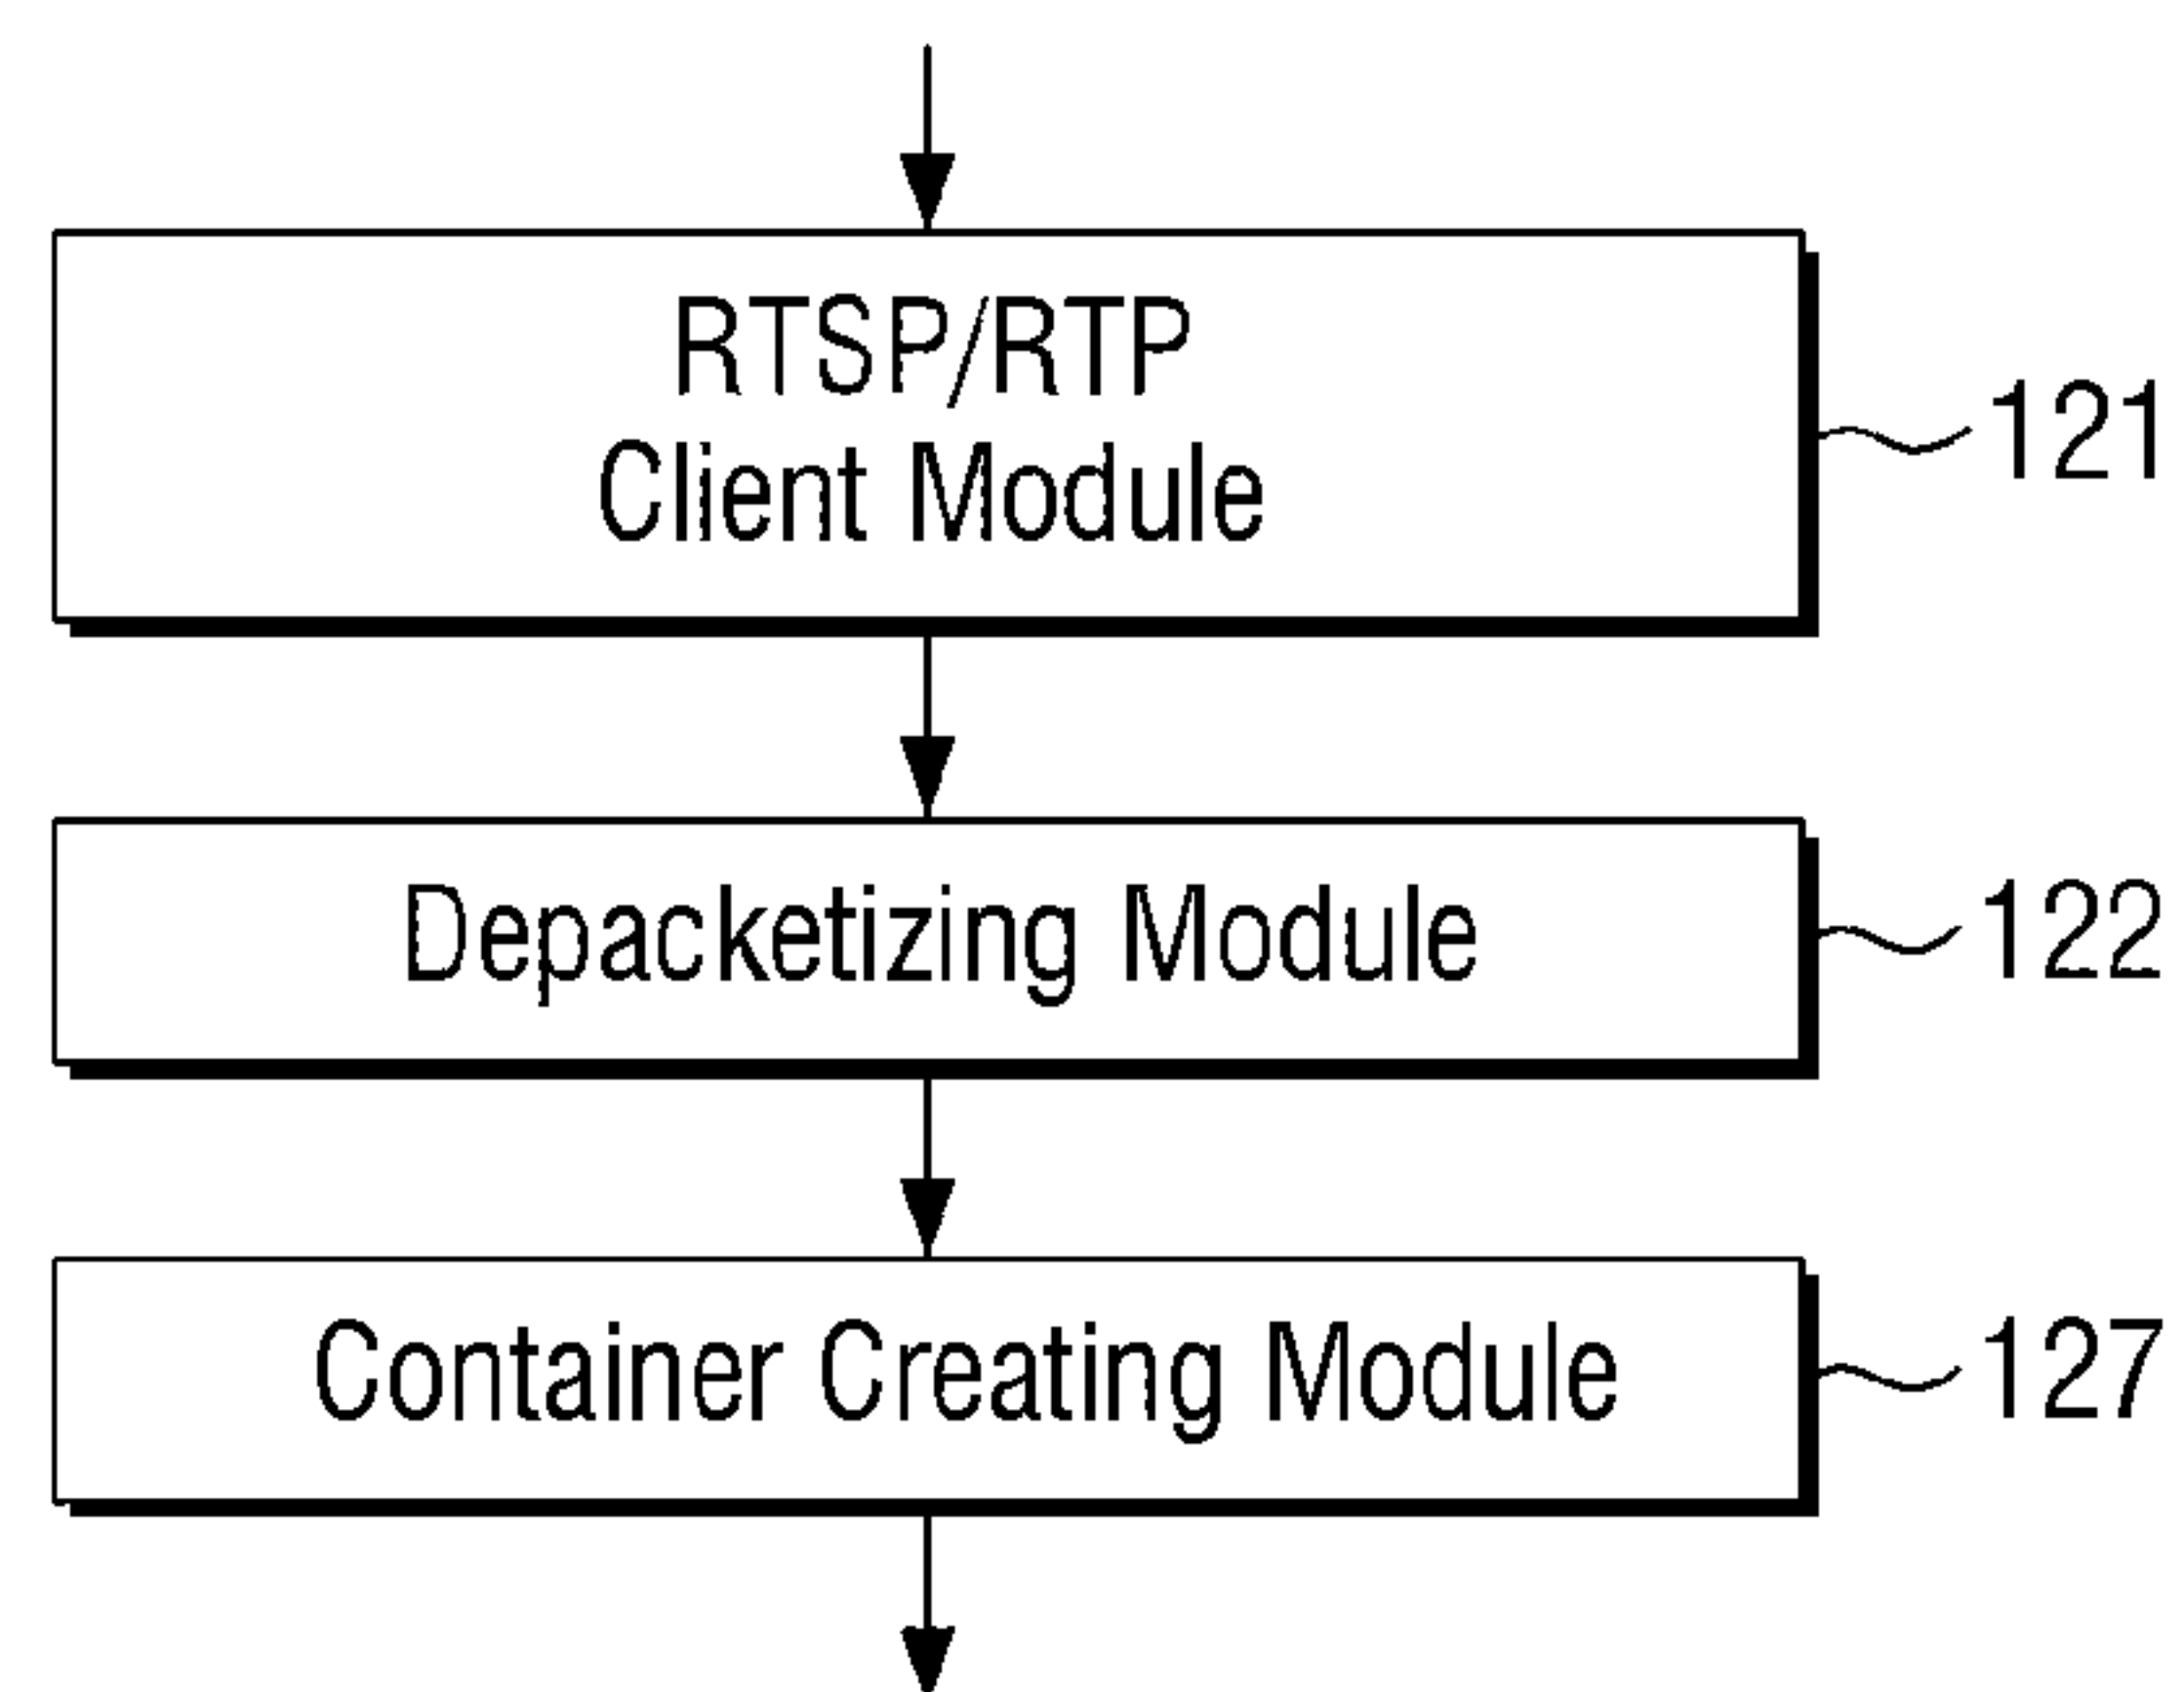 RTSP/RTP
Client Module
121
Depacketizing Module
122
Container Creating Module
127